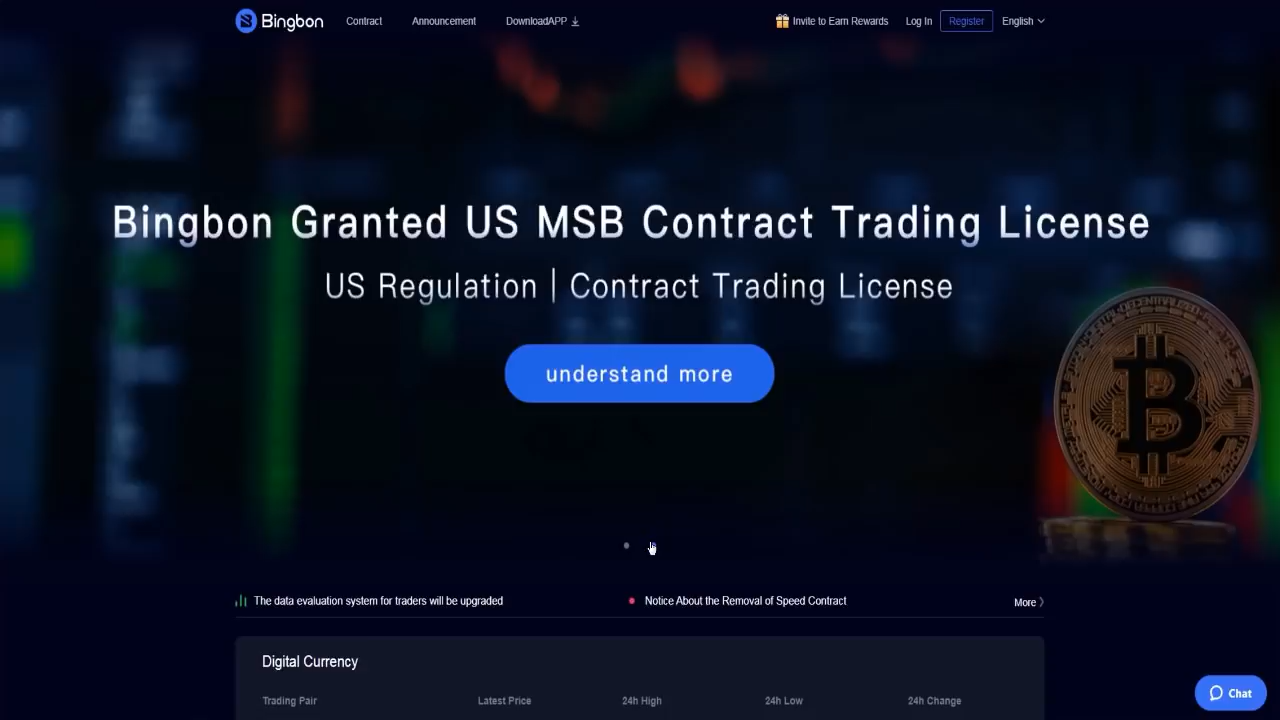 Bingbon Contract Announcement DownloadAPP Invite to Earn Rewards Log In Register English
Bingbon Granted US MSB Contract Trading License
US Regulation | Contract Trading License
understand more
The data evaluation system for traders will be upgraded Notice About the Removal of Speed Contract More
Digital Currency
Trading Pair Latest Price 24h High 24h Low 24h Change
Chat